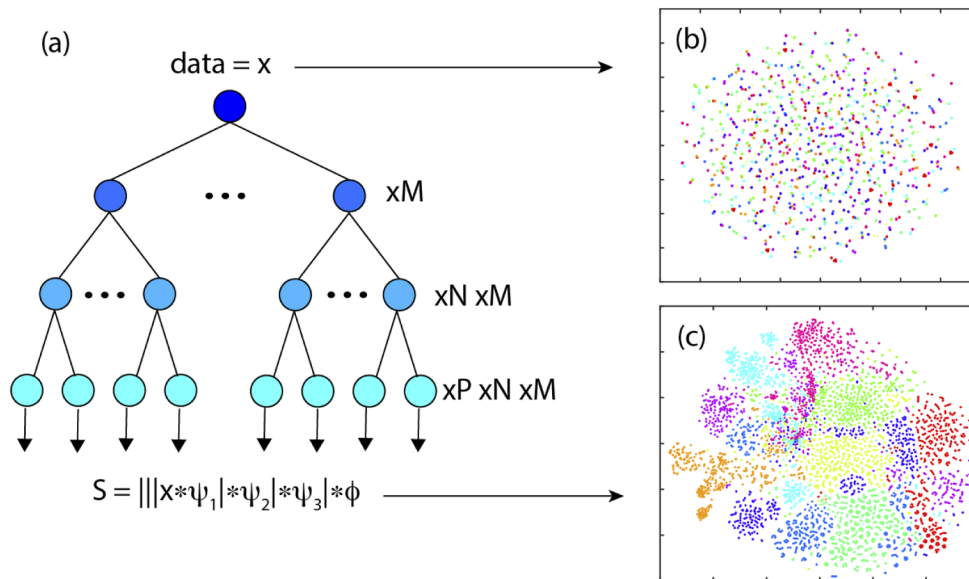 (a)
data = x
(b)
• • •
xM
• • •
• • •
xN xM
(c)
xP xN xM
S = |||x*ψ₁|*ψ₂|*ψ₃|*ϕ